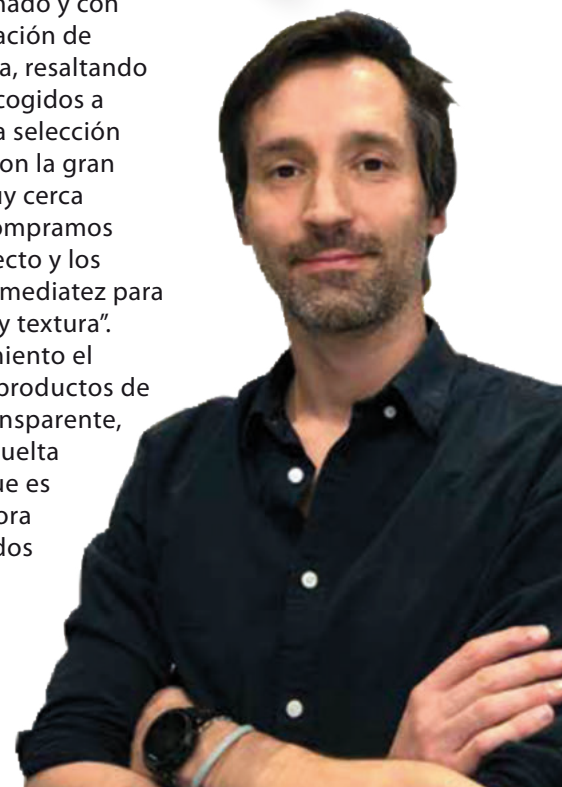 nado y con
ación de
a, resaltando
cogidos a
a selección
on la gran
uy cerca
ompramos
ecto y los
mediatez para
y textura”.
niento el
productos de
nsparente,
uelta
ue es
ora
dos